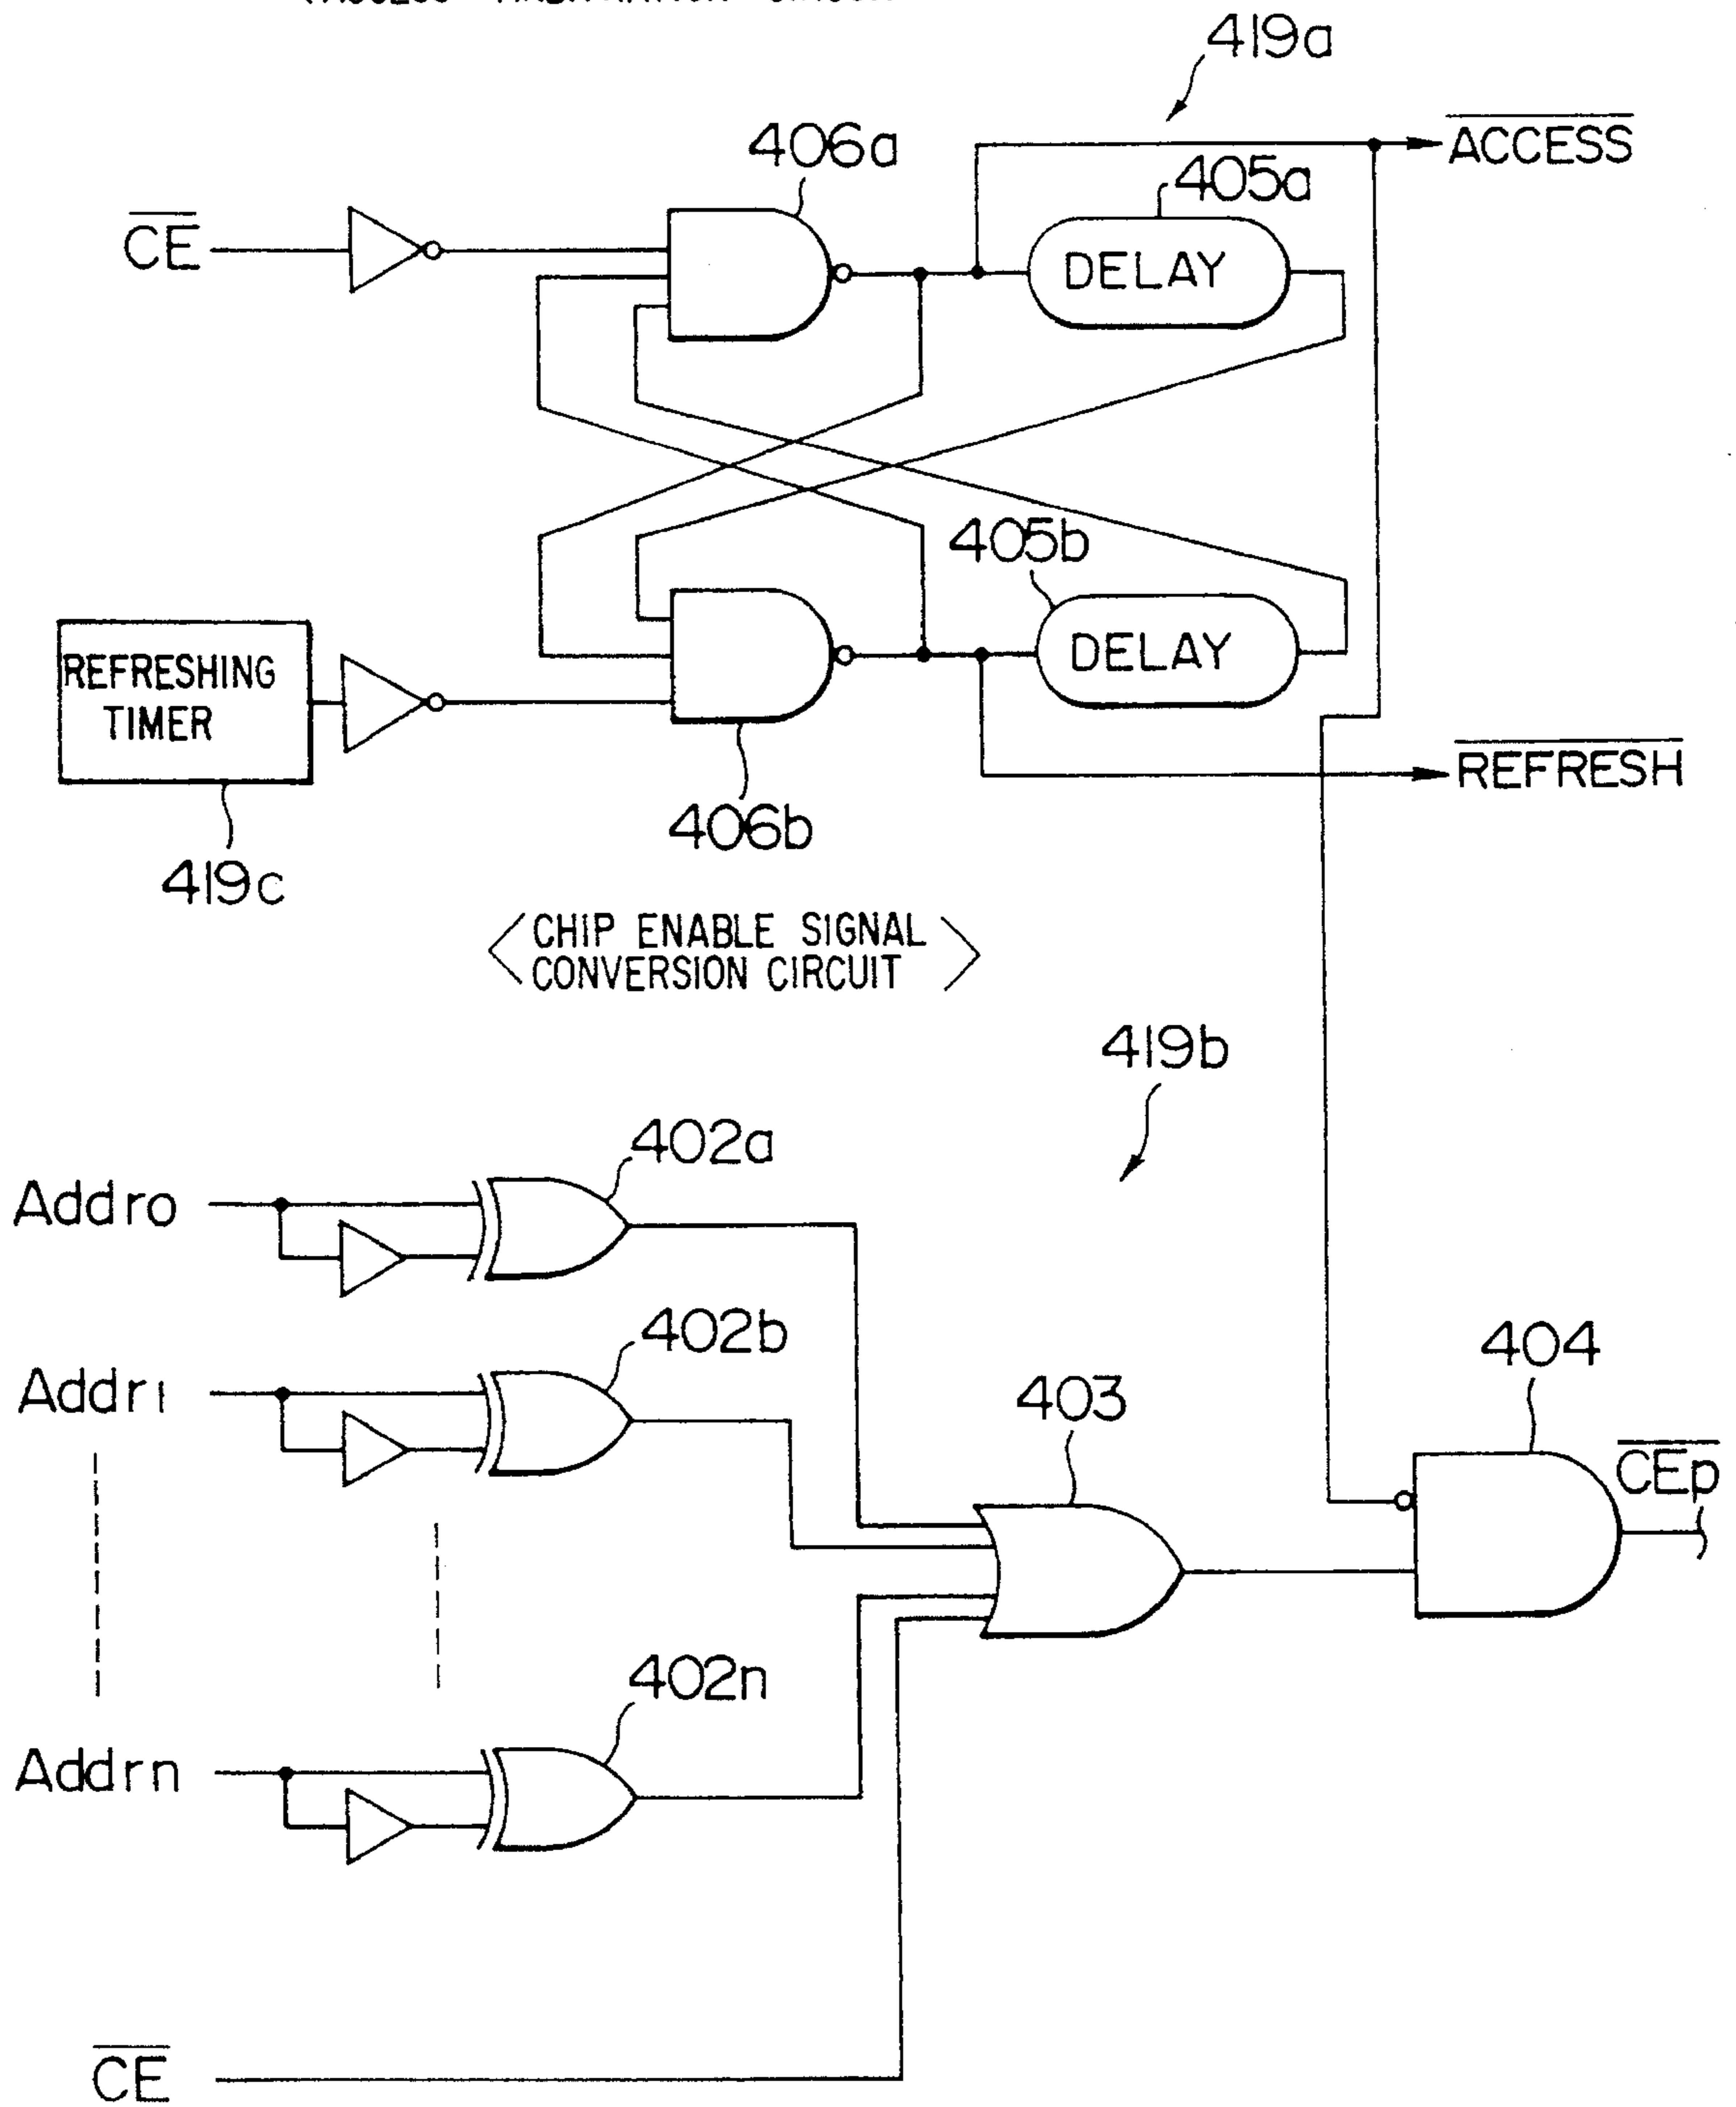 419a
406a
ACCESS
405a
CE
DELAY
405b
REFRESHING
TIMER
DELAY
REFRESH
406b
419c
CHIP ENABLE SIGNAL
CONVERSION CIRCUIT
419b
402a
Addr0
402b
404
Addr1
403
CEp
402n
Addrn
CE